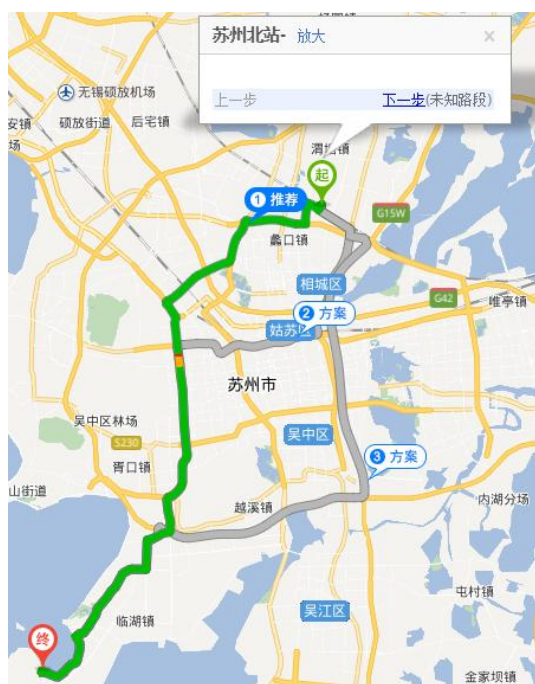 苏州北站- 放大
×
上一步 下一步(未知路段)
无锡硕放机场
硕放街道
后宅镇
安镇
场
渭塘镇
起
1 推荐
G15W
蠡口镇
相城区
G42
唯亭镇
2 方案
姑苏区
苏州市
吴中区林场
吴中区
S230
胥口镇
3 方案
山街道
越溪镇
内湖分场
屯村镇
吴江区
临湖镇
终
金家坝镇